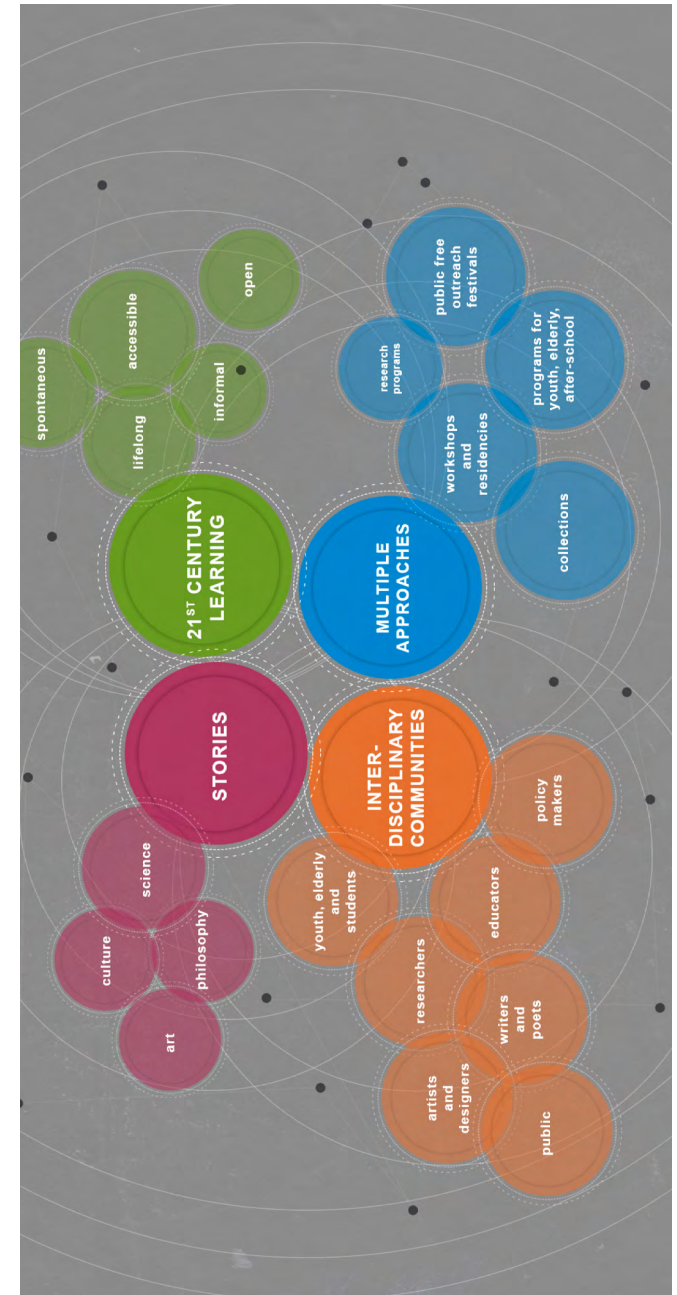 STORIES
science
culture
philosophy
art
21ST CENTURY
LEARNING
lifelong
spontaneous
accessible
informal
open
INTER-
DISCIPLINARY
COMMUNITIES
youth, elderly
and
students
researchers
artists
and
designers
educators
writers
and
poets
public
policy
makers
MULTIPLE
APPROACHES
workshops
and
residencies
research
programs
public free
outreach
festivals
programs for
youth, elderly,
after-school
collections